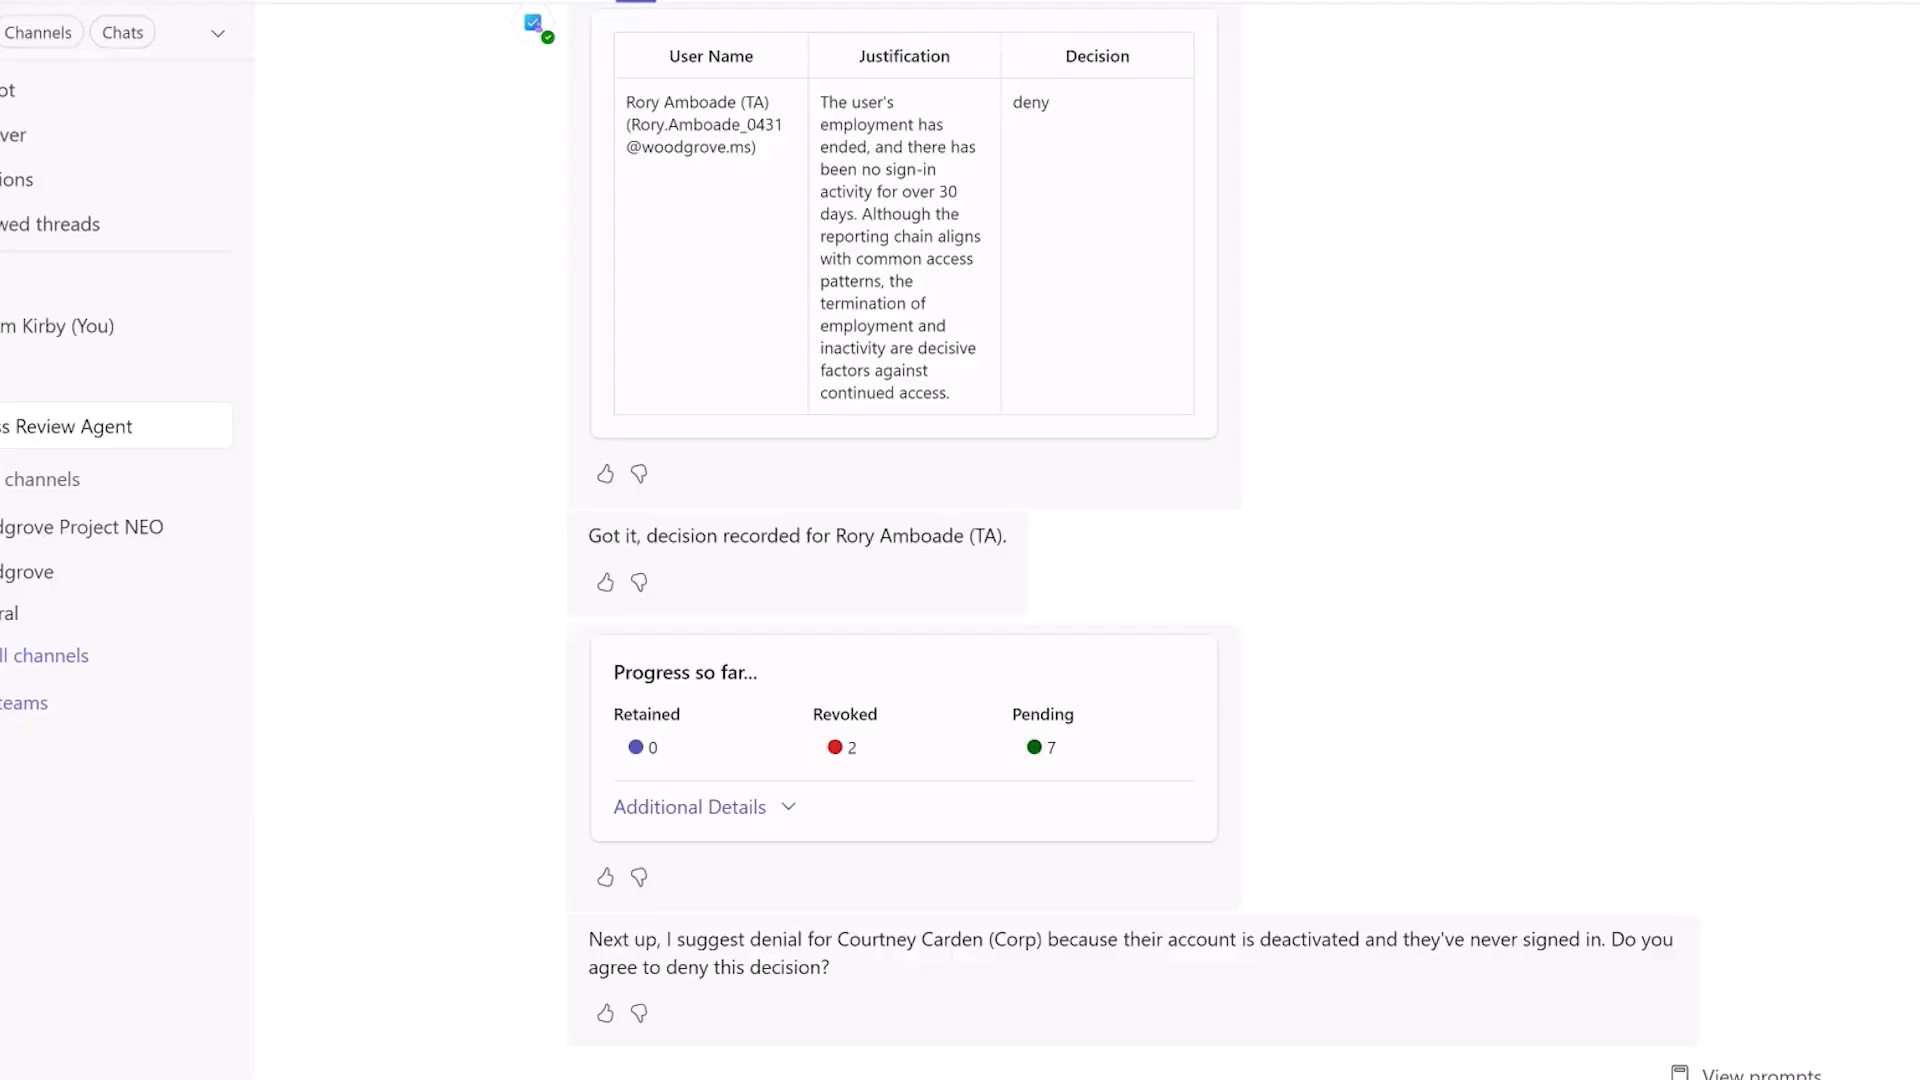 Channels
Chats
ot
ver
ions
wed threads
m Kirby (You)
s Review Agent
channels
dgrove Project NEO
dgrove
ral
ll channels
teams
User Name
Justification
Decision
Rory Amboade (TA)
(Rory.Amboade_0431
@woodgrove.ms)
The user's
employment has
ended, and there has
been no sign-in
activity for over 30
days. Although the
reporting chain aligns
with common access
patterns, the
termination of
employment and
inactivity are decisive
factors against
continued access.
deny
Got it, decision recorded for Rory Amboade (TA).
Progress so far...
Retained
Revoked
Pending
0
2
7
Additional Details
Next up, I suggest denial for Courtney Carden (Corp) because their account is deactivated and they've never signed in. Do you
agree to deny this decision?
View prompts